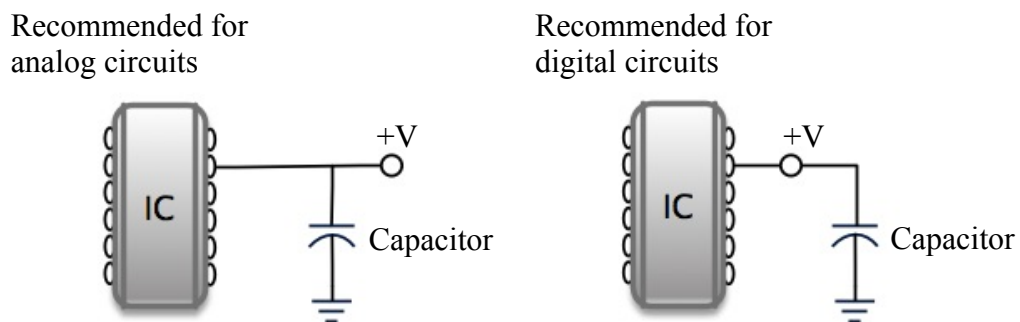 Recommended for
analog circuits
+V
IC
Capacitor
Recommended for
digital circuits
+V
IC
Capacitor